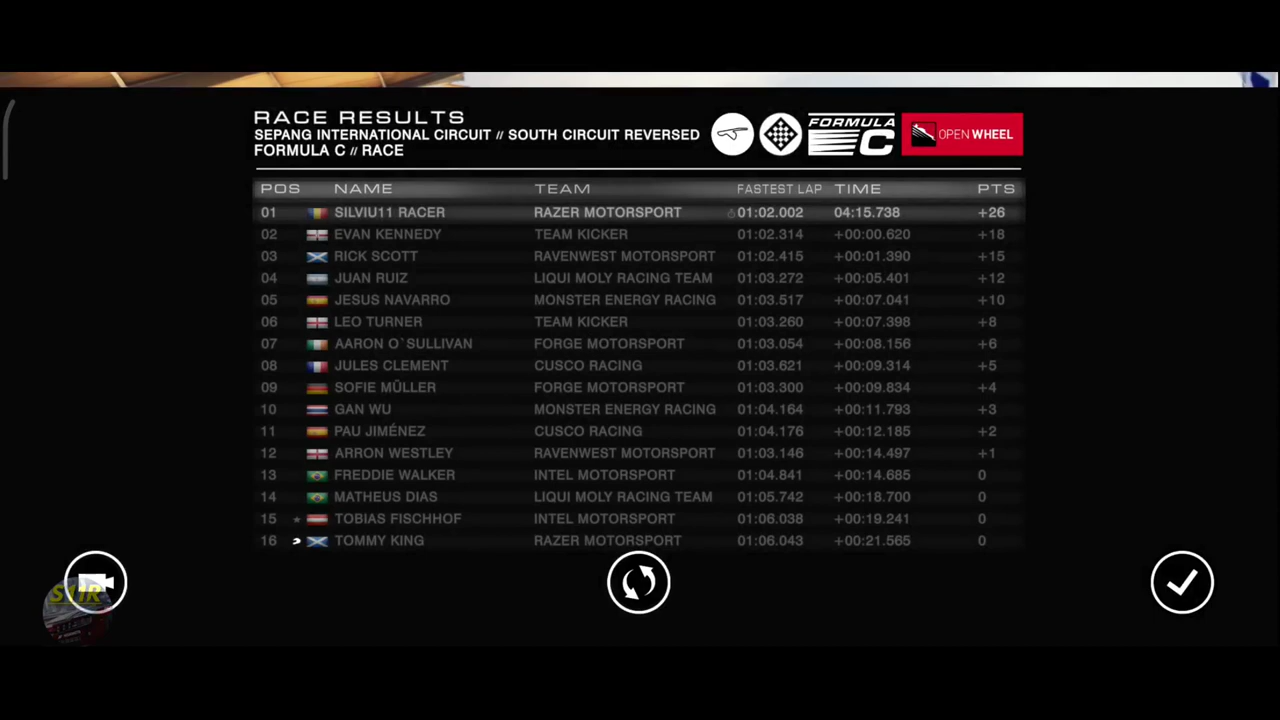 RACE RESULTS
SEPANG INTERNATIONAL CIRCUIT // SOUTH CIRCUIT REVERSED
FORMULA C // RACE
FORMULA C
OPEN WHEEL
POS NAME TEAM FASTEST LAP TIME PTS
01 SILVIU11 RACER RAZER MOTORSPORT 01:02.002 04:15.738 +26
02 EVAN KENNEDY TEAM KICKER 01:02.314 +00:00.620 +18
03 RICK SCOTT RAVENWEST MOTORSPORT 01:02.415 +00:01.390 +15
04 JUAN RUIZ LIQUI MOLY RACING TEAM 01:03.272 +00:05.401 +12
05 JESUS NAVARRO MONSTER ENERGY RACING 01:03.517 +00:07.041 +10
06 LEO TURNER TEAM KICKER 01:03.260 +00:07.398 +8
07 AARON O`SULLIVAN FORGE MOTORSPORT 01:03.054 +00:08.156 +6
08 JULES CLEMENT CUSCO RACING 01:03.621 +00:09.314 +5
09 SOFIE MÜLLER FORGE MOTORSPORT 01:03.300 +00:09.834 +4
10 GAN WU MONSTER ENERGY RACING 01:04.164 +00:11.793 +3
11 PAU JIMÉNEZ CUSCO RACING 01:04.176 +00:12.185 +2
12 ARRON WESTLEY RAVENWEST MOTORSPORT 01:03.146 +00:14.497 +1
13 FREDDIE WALKER INTEL MOTORSPORT 01:04.841 +00:14.685 0
14 MATHEUS DIAS LIQUI MOLY RACING TEAM 01:05.742 +00:18.700 0
15 TOBIAS FISCHHOF INTEL MOTORSPORT 01:06.038 +00:19.241 0
16 TOMMY KING RAZER MOTORSPORT 01:06.043 +00:21.565 0
S11R